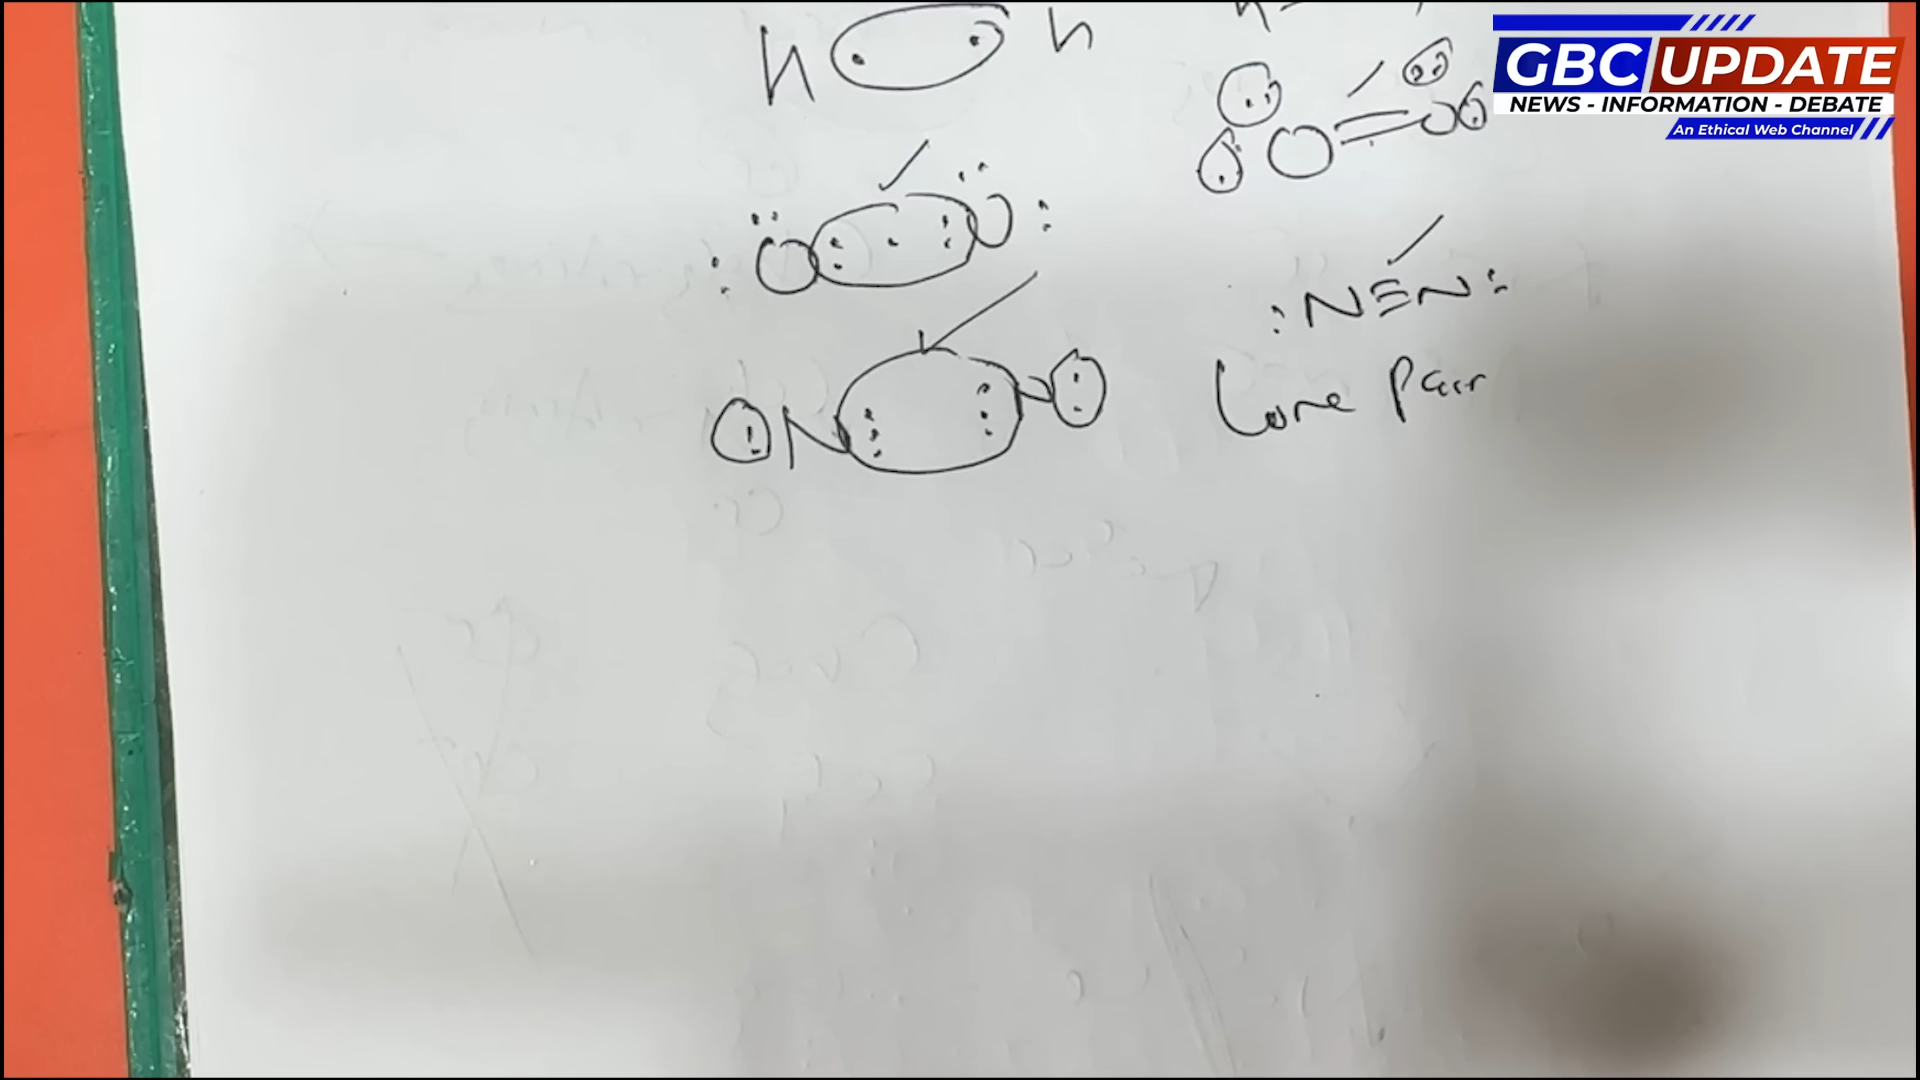 H H
GBC UPDATE
NEWS - INFORMATION - DEBATE
An Ethical Web Channel
O O
O = O
:N≡N:
N N
Lone Pair